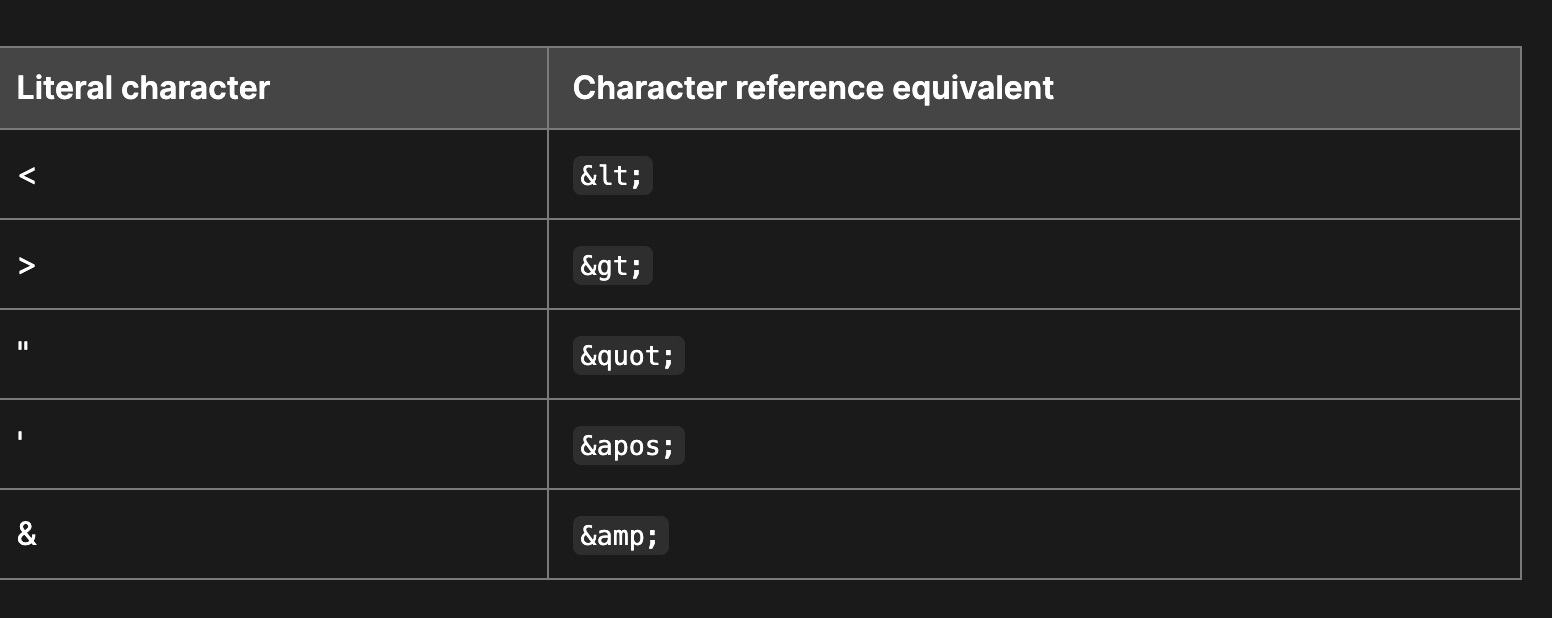 Literal character Character reference equivalent
< &lt;
> &gt;
" &quot;
' &apos;
& &amp;